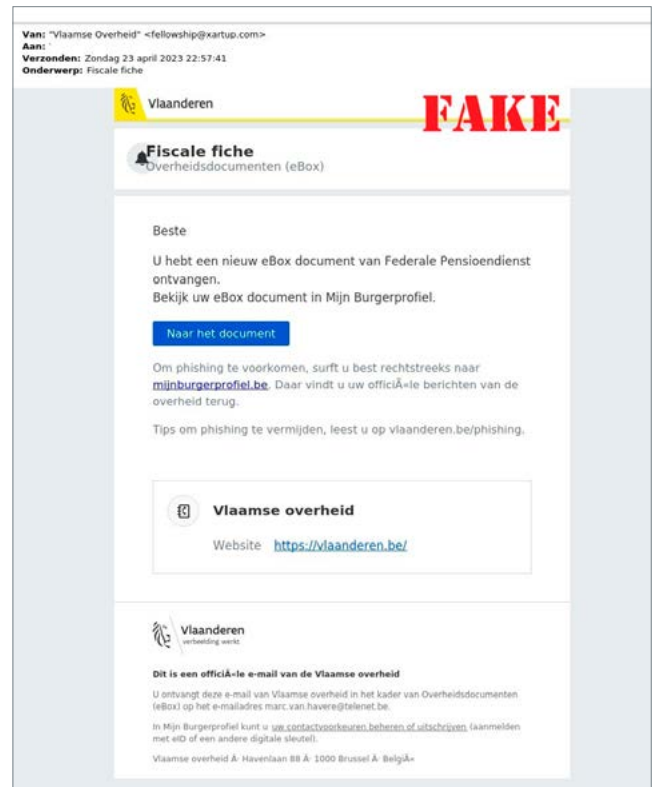 Van: "Vlaamse Overheid" <fellowship@xartup.com>
Aan:
Verzonden: Zondag 23 april 2023 22:57:41
Onderwerp: Fiscale fiche
Vlaanderen
FAKE
Fiscale fiche
Overheidsdocumenten (eBox)
Beste
U hebt een nieuw eBox document van Federale Pensioendienst
ontvangen.
Bekijk uw eBox document in Mijn Burgerprofiel.
Naar het document
Om phishing te voorkomen, surft u best rechtstreeks naar
mijnburgerprofiel.be. Daar vindt u uw officiÃ«le berichten van de
overheid terug.
Tips om phishing te vermijden, leest u op vlaanderen.be/phishing.
Vlaamse overheid
Website https://vlaanderen.be/
Vlaanderen
verbeelding werkt
Dit is een officiÃ«le e-mail van de Vlaamse overheid
U ontvangt deze e-mail van Vlaamse overheid in het kader van Overheidsdocumenten
(eBox) op het e-mailadres marc.van.havere@telenet.be.
In Mijn Burgerprofiel kunt u uw contactvoorkeuren beheren of uitschrijven (aanmelden
met eID of een andere digitale sleutel).
Vlaamse overheid Â· Havenlaan 88 Â· 1000 Brussel Â· BelgiÃ«